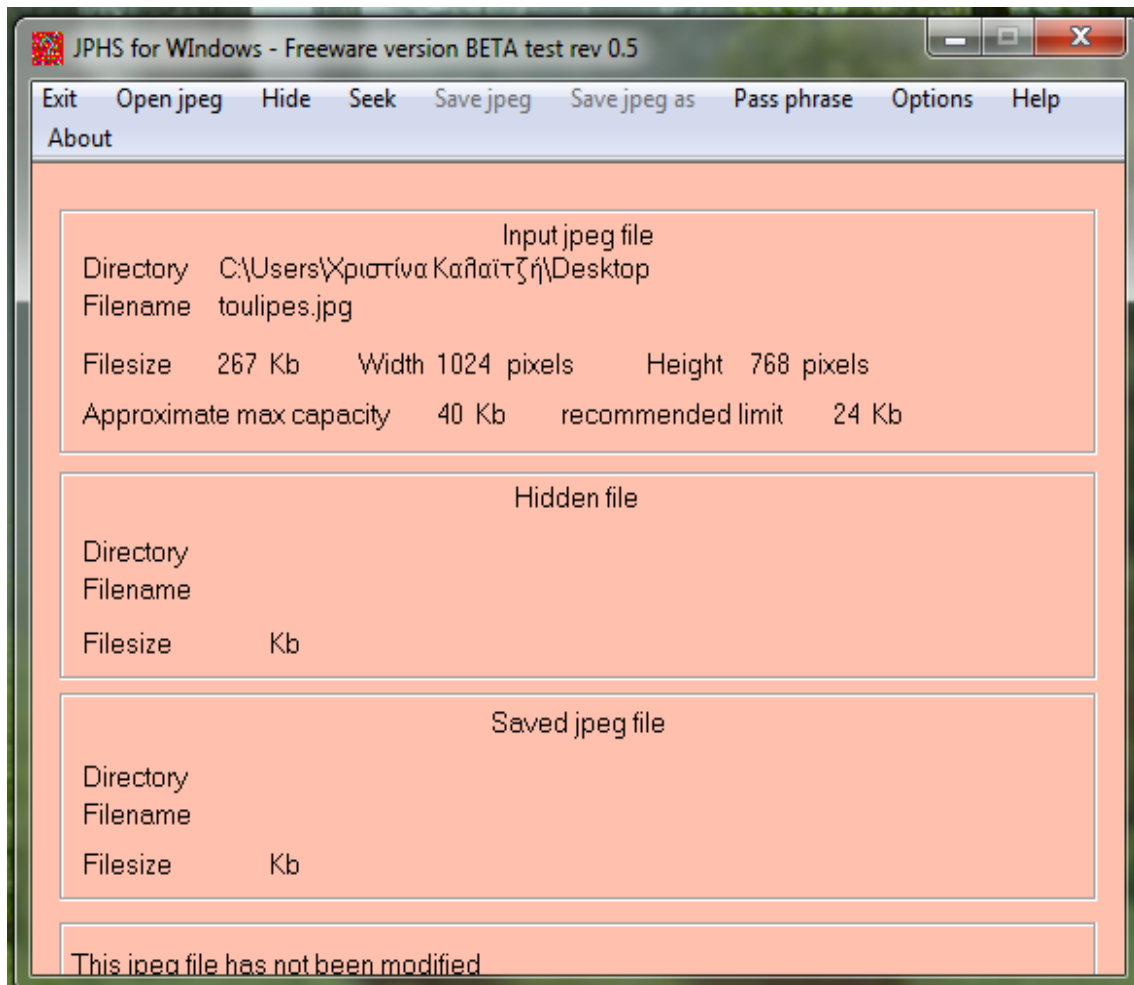 JPHS for WIndows - Freeware version BETA test rev 0.5
Exit Open jpeg Hide Seek Save jpeg Save jpeg as Pass phrase Options Help
About
Input jpeg file
Directory C:\Users\Χριστίνα Καλαϊτζή\Desktop
Filename toulipes.jpg
Filesize 267 Kb Width 1024 pixels Height 768 pixels
Approximate max capacity 40 Kb recommended limit 24 Kb
Hidden file
Directory
Filename
Filesize Kb
Saved jpeg file
Directory
Filename
Filesize Kb
This jpeg file has not been modified